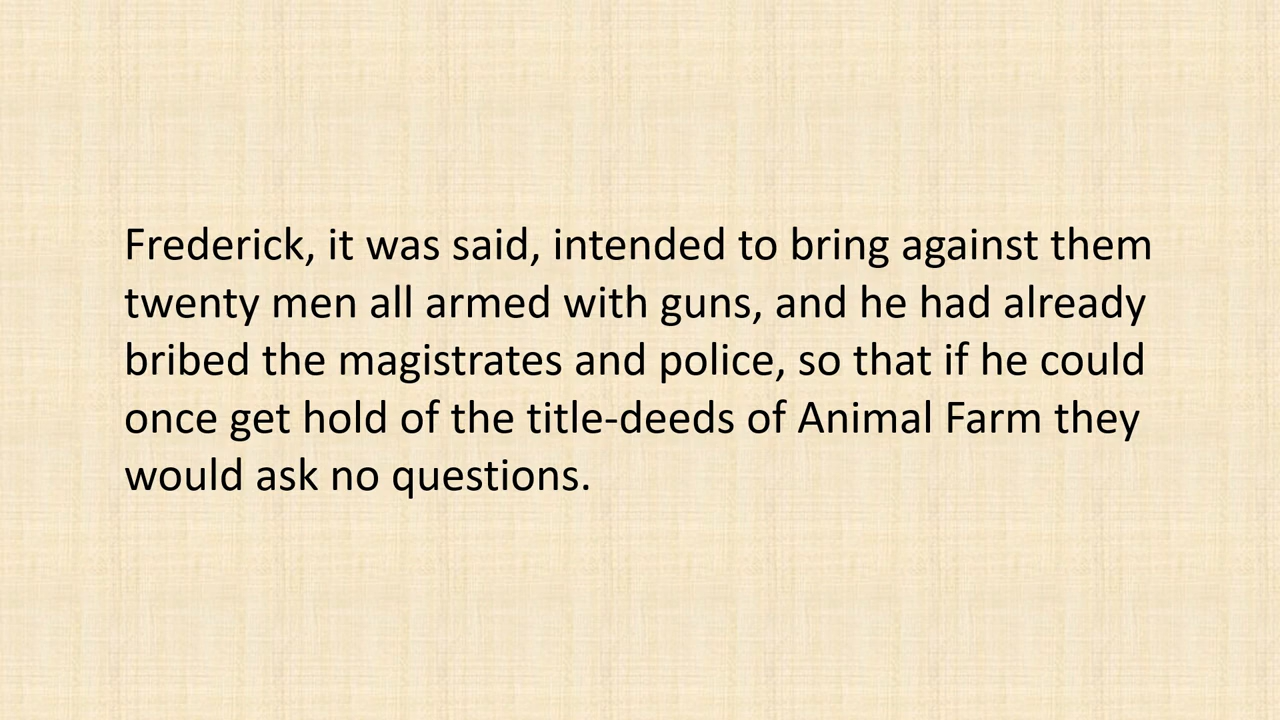 Frederick, it was said, intended to bring against them
twenty men all armed with guns, and he had already
bribed the magistrates and police, so that if he could
once get hold of the title-deeds of Animal Farm they
would ask no questions.